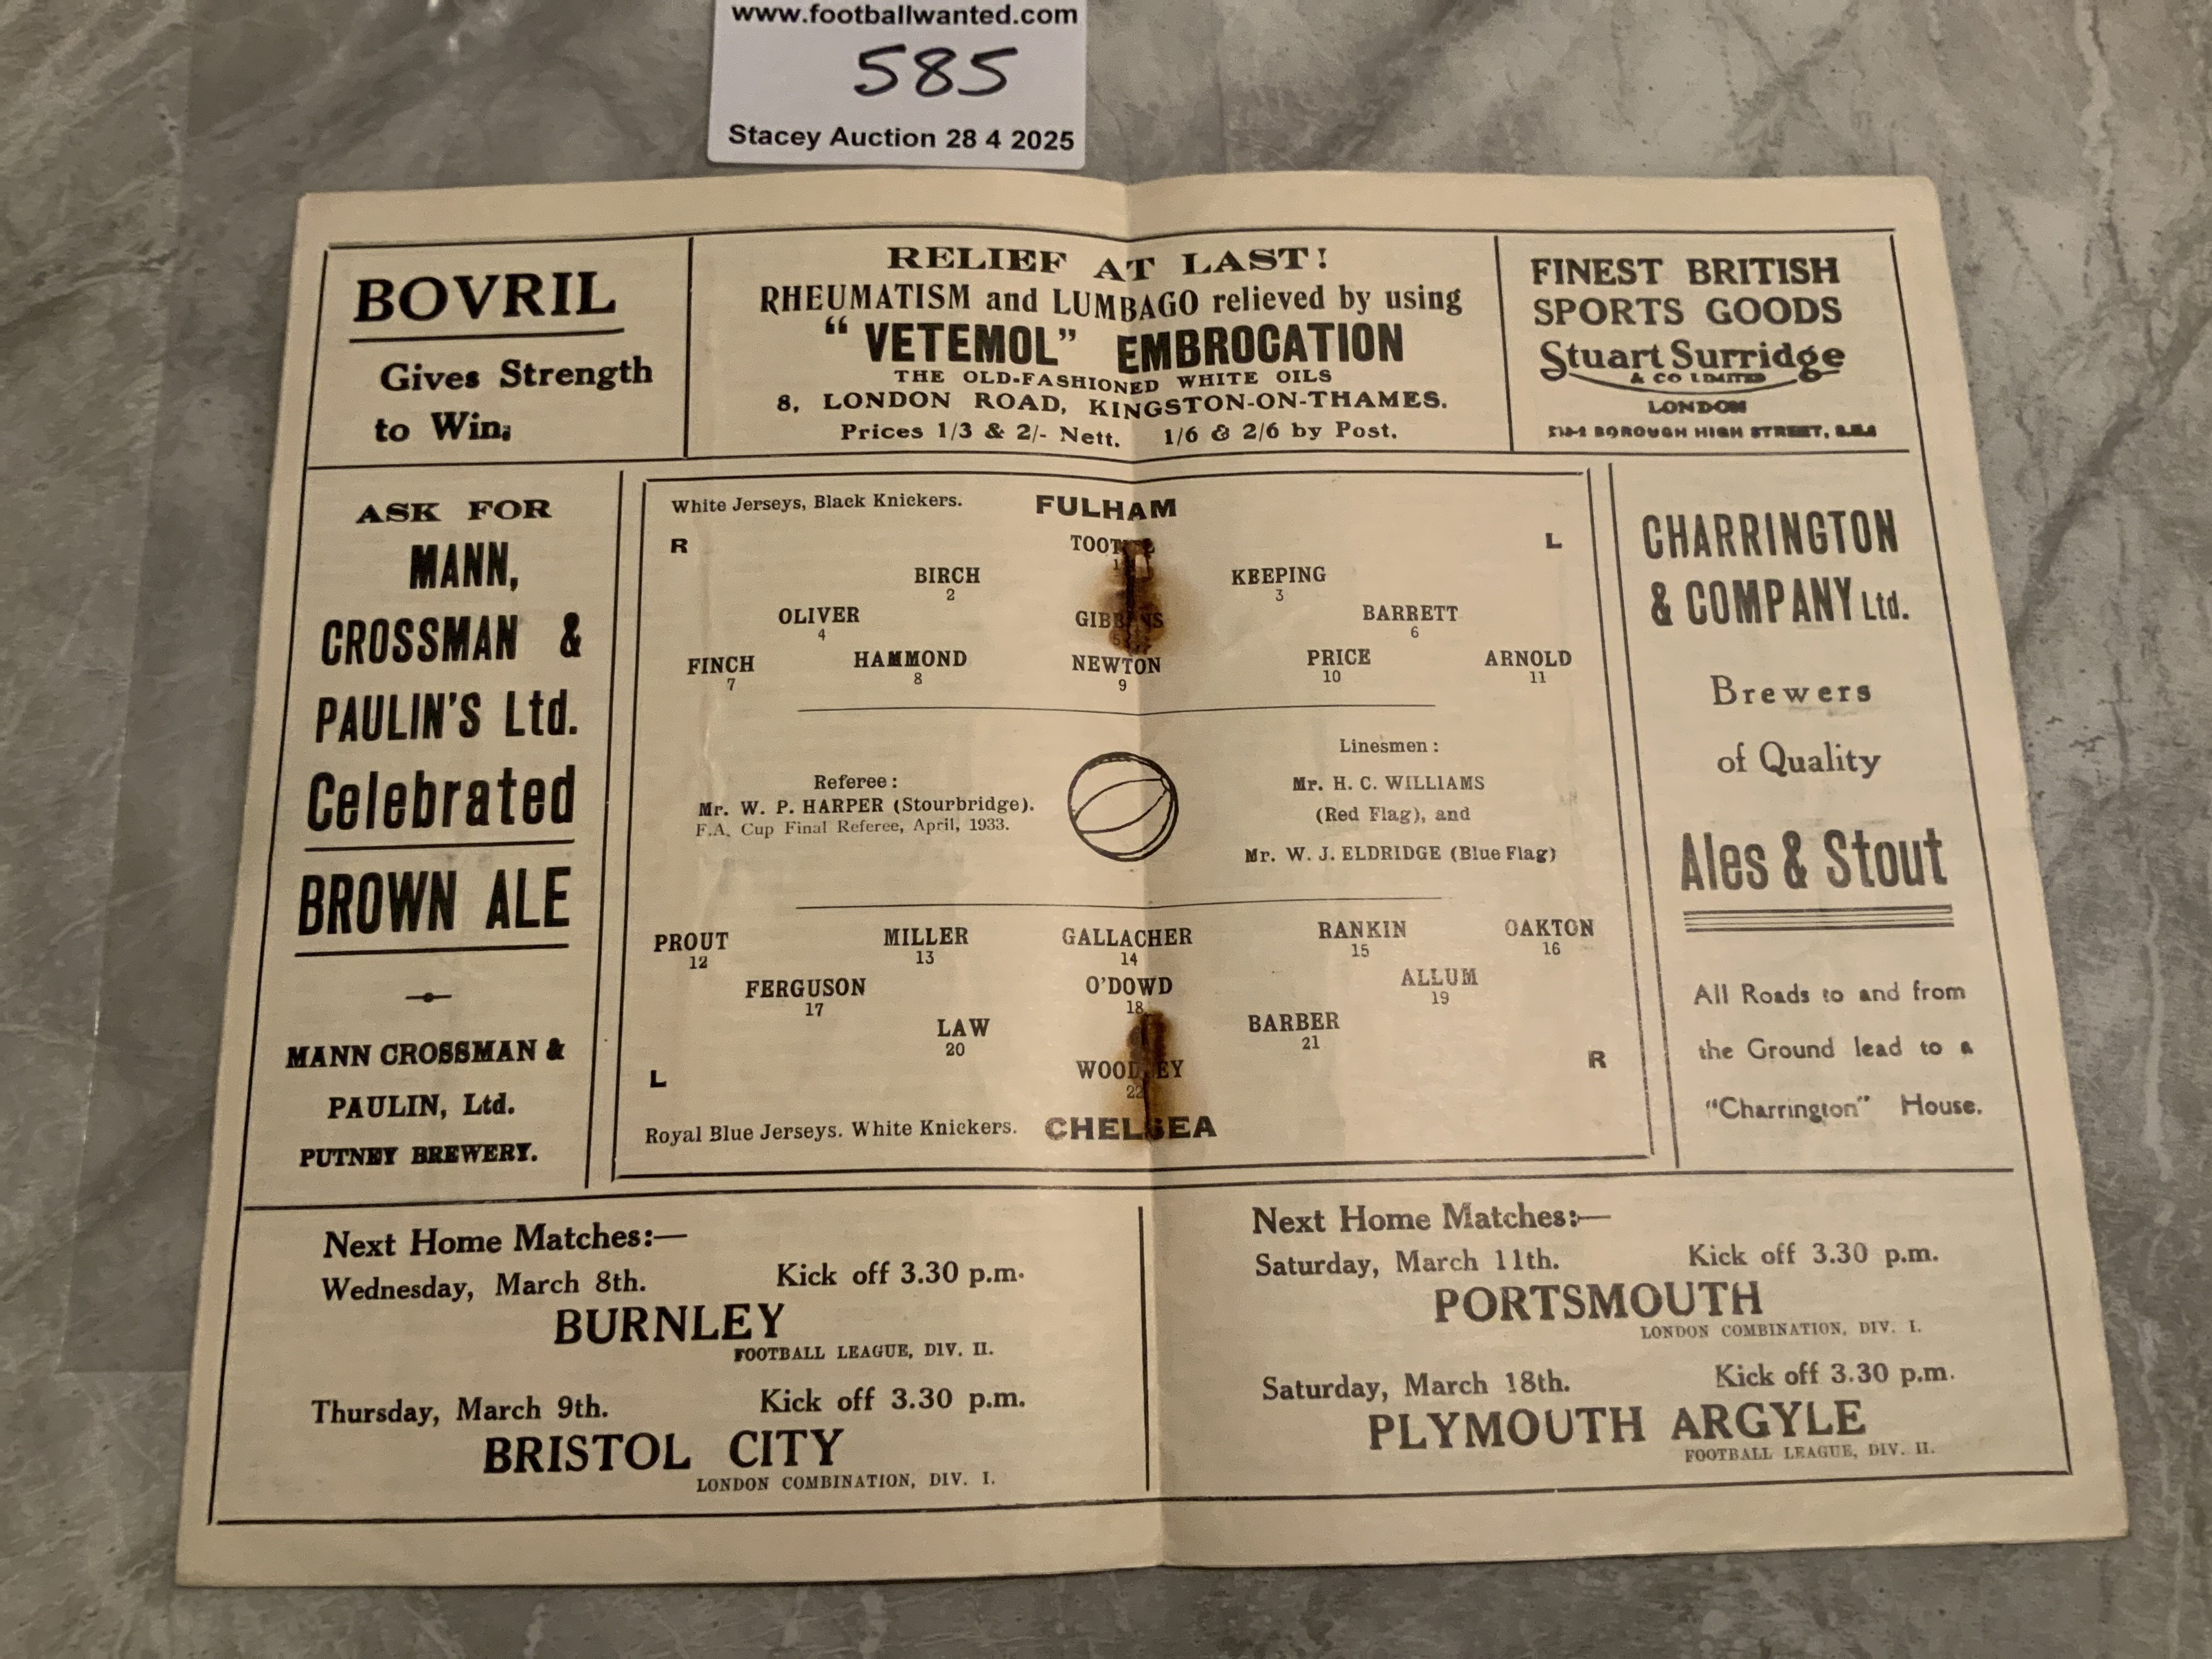 www.footballwanted.com
585
Stacey Auction 28 4 2025
BOVRIL
Gives Strength
to Win.
RELIEF AT LAST!
RHEUMATISM and LUMBAGO relieved by using
"VETEMOL" EMBROCATION
THE OLD-FASHIONED WHITE OILS
8, LONDON ROAD, KINGSTON-ON-THAMES.
Prices 1/3 & 2/- Nett. 1/6 & 2/6 by Post.
FINEST BRITISH
SPORTS GOODS
Stuart Surridge
& CO LIMITED
LONDON
BOROUGH HIGH STREET,
ASK FOR
MANN,
CROSSMAN &
PAULIN'S Ltd.
Celebrated
BROWN ALE
MANN CROSSMAN &
PAULIN, Ltd.
PUTNEY BREWERY.
White Jerseys, Black Knickers. FULHAM
R L
BIRCH KEEPING
2 3
OLIVER BARRETT
4 6
FINCH HAMMOND NEWTON PRICE ARNOLD
7 8 9 10 11
Referee:
Mr. W. P. HARPER (Stourbridge).
F.A. Cup Final Referee, April, 1933.
Linesmen:
Mr. H. C. WILLIAMS
(Red Flag), and
Mr. W. J. ELDRIDGE (Blue Flag)
PROUT MILLER GALLACHER RANKIN OAKTON
12 13 14 15 16
FERGUSON O'DOWD ALLUM
17 18 19
LAW BARBER
20 21
L R
22
Royal Blue Jerseys. White Knickers. CHELSEA
CHARRINGTON
& COMPANY Ltd.
Brewers
of Quality
Ales & Stout
All Roads to and from
the Ground lead to a
"Charrington" House.
Next Home Matches:—
Wednesday, March 8th. Kick off 3.30 p.m.
BURNLEY
FOOTBALL LEAGUE, DIV. II.
Thursday, March 9th. Kick off 3.30 p.m.
BRISTOL CITY
LONDON COMBINATION, DIV. I.
Next Home Matches:—
Saturday, March 11th. Kick off 3.30 p.m.
PORTSMOUTH
LONDON COMBINATION, DIV. I.
Saturday, March 18th. Kick off 3.30 p.m.
PLYMOUTH ARGYLE
FOOTBALL LEAGUE, DIV. II.